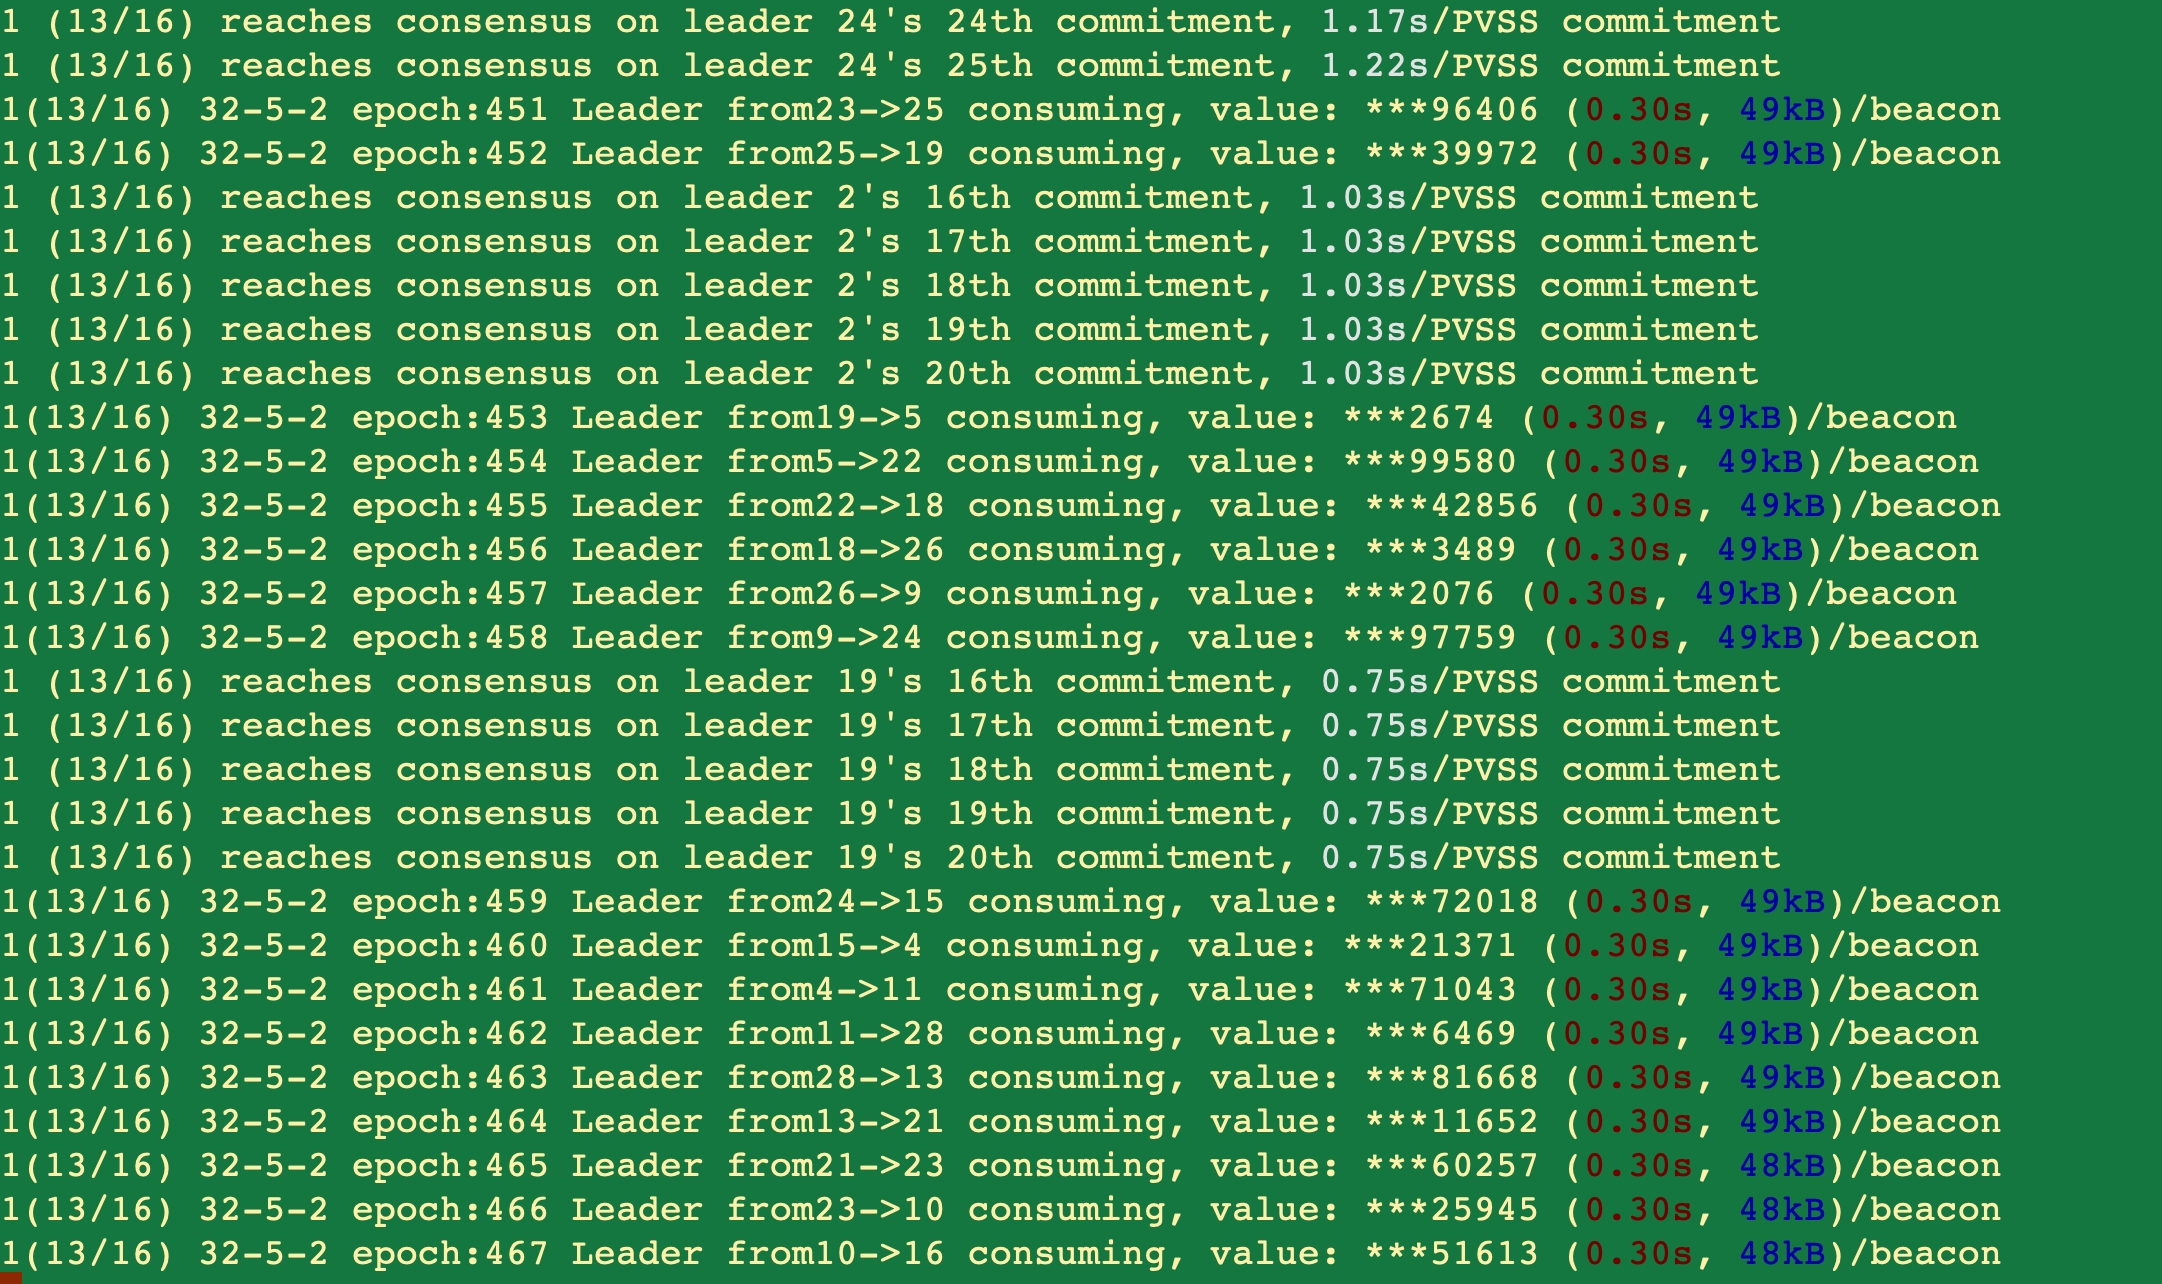 1 (13/16) reaches consensus on leader 24's 24th commitment, 1.17s/PVSS commitment
1 (13/16) reaches consensus on leader 24's 25th commitment, 1.22s/PVSS commitment
1(13/16) 32-5-2 epoch:451 Leader from23->25 consuming, value: ***96406 (0.30s, 49kB)/beacon
1(13/16) 32-5-2 epoch:452 Leader from25->19 consuming, value: ***39972 (0.30s, 49kB)/beacon
1 (13/16) reaches consensus on leader 2's 16th commitment, 1.03s/PVSS commitment
1 (13/16) reaches consensus on leader 2's 17th commitment, 1.03s/PVSS commitment
1 (13/16) reaches consensus on leader 2's 18th commitment, 1.03s/PVSS commitment
1 (13/16) reaches consensus on leader 2's 19th commitment, 1.03s/PVSS commitment
1 (13/16) reaches consensus on leader 2's 20th commitment, 1.03s/PVSS commitment
1(13/16) 32-5-2 epoch:453 Leader from19->5 consuming, value: ***2674 (0.30s, 49kB)/beacon
1(13/16) 32-5-2 epoch:454 Leader from5->22 consuming, value: ***99580 (0.30s, 49kB)/beacon
1(13/16) 32-5-2 epoch:455 Leader from22->18 consuming, value: ***42856 (0.30s, 49kB)/beacon
1(13/16) 32-5-2 epoch:456 Leader from18->26 consuming, value: ***3489 (0.30s, 49kB)/beacon
1(13/16) 32-5-2 epoch:457 Leader from26->9 consuming, value: ***2076 (0.30s, 49kB)/beacon
1(13/16) 32-5-2 epoch:458 Leader from9->24 consuming, value: ***97759 (0.30s, 49kB)/beacon
1 (13/16) reaches consensus on leader 19's 16th commitment, 0.75s/PVSS commitment
1 (13/16) reaches consensus on leader 19's 17th commitment, 0.75s/PVSS commitment
1 (13/16) reaches consensus on leader 19's 18th commitment, 0.75s/PVSS commitment
1 (13/16) reaches consensus on leader 19's 19th commitment, 0.75s/PVSS commitment
1 (13/16) reaches consensus on leader 19's 20th commitment, 0.75s/PVSS commitment
1(13/16) 32-5-2 epoch:459 Leader from24->15 consuming, value: ***72018 (0.30s, 49kB)/beacon
1(13/16) 32-5-2 epoch:460 Leader from15->4 consuming, value: ***21371 (0.30s, 49kB)/beacon
1(13/16) 32-5-2 epoch:461 Leader from4->11 consuming, value: ***71043 (0.30s, 49kB)/beacon
1(13/16) 32-5-2 epoch:462 Leader from11->28 consuming, value: ***6469 (0.30s, 49kB)/beacon
1(13/16) 32-5-2 epoch:463 Leader from28->13 consuming, value: ***81668 (0.30s, 49kB)/beacon
1(13/16) 32-5-2 epoch:464 Leader from13->21 consuming, value: ***11652 (0.30s, 49kB)/beacon
1(13/16) 32-5-2 epoch:465 Leader from21->23 consuming, value: ***60257 (0.30s, 48kB)/beacon
1(13/16) 32-5-2 epoch:466 Leader from23->10 consuming, value: ***25945 (0.30s, 48kB)/beacon
1(13/16) 32-5-2 epoch:467 Leader from10->16 consuming, value: ***51613 (0.30s, 48kB)/beacon